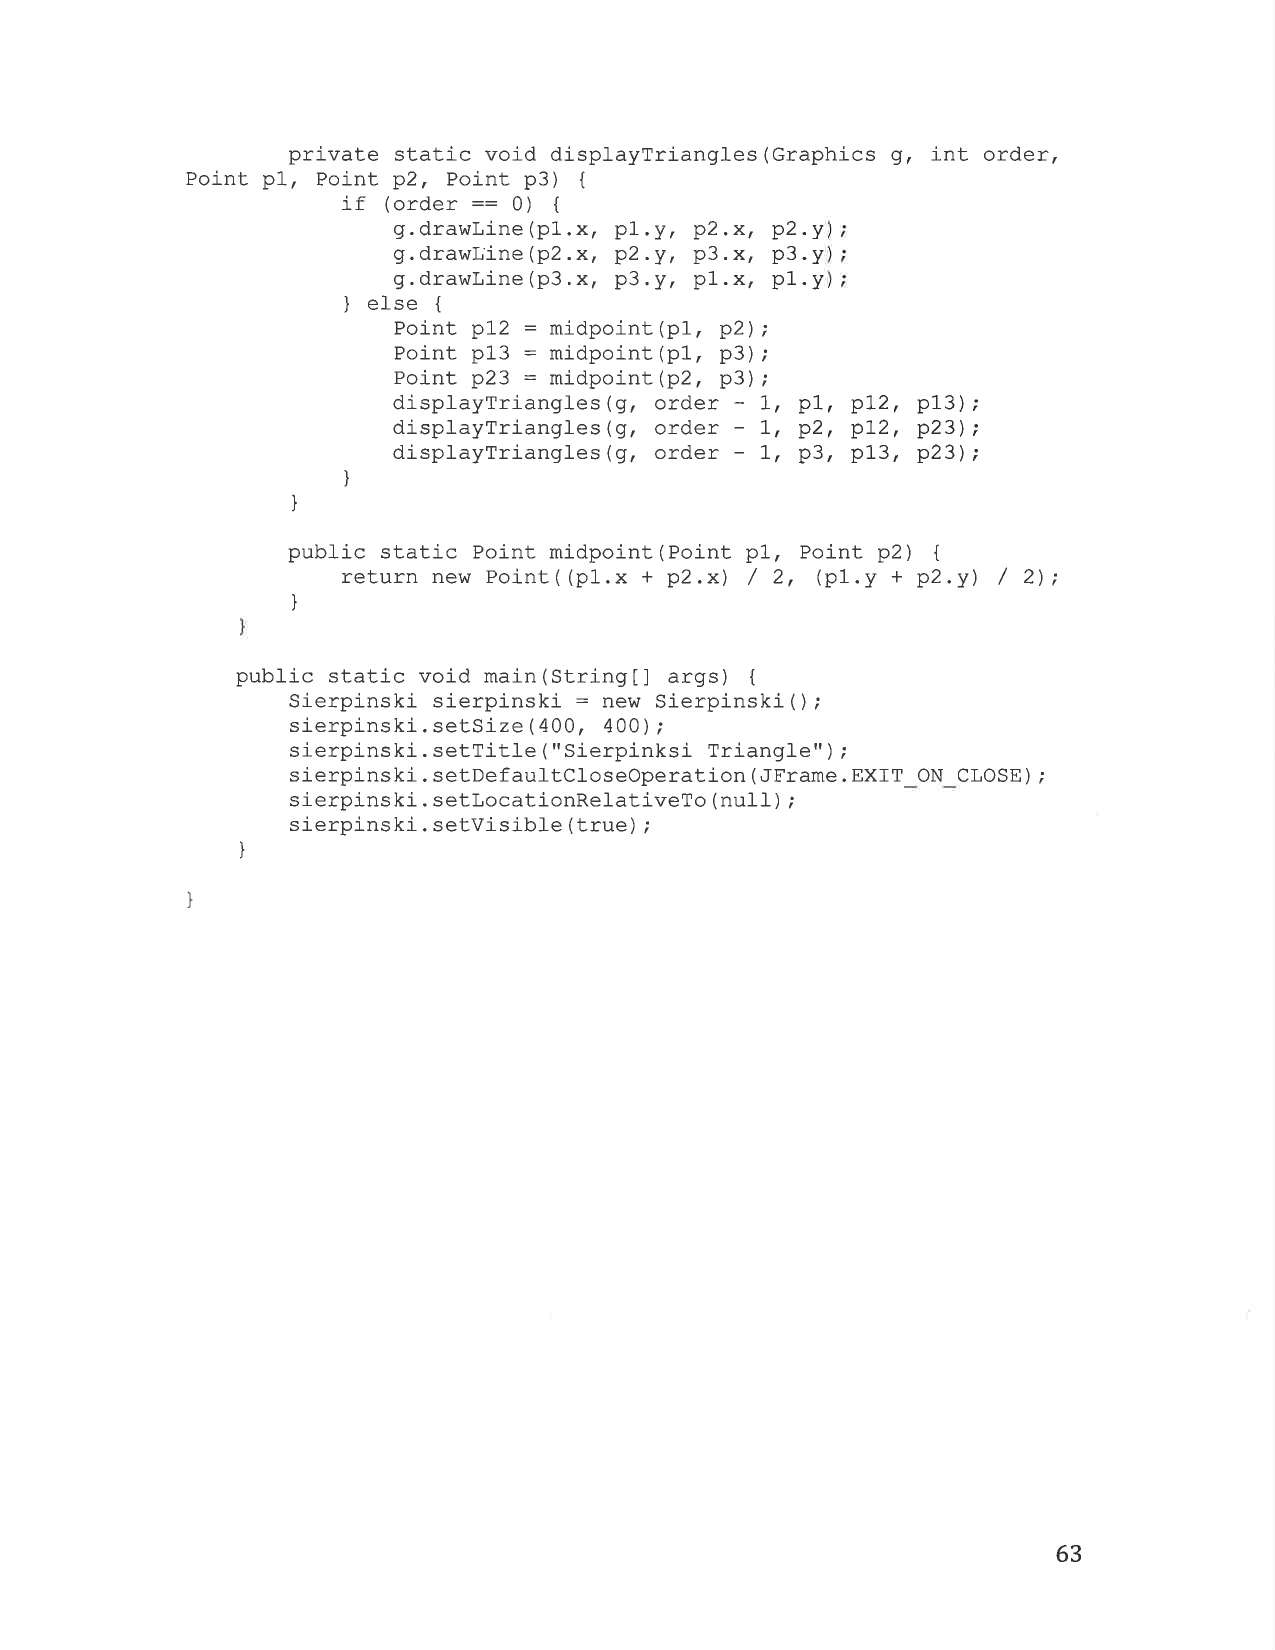 private static void displayTriangles(Graphics g, int order,
Point p1, Point p2, Point p3) {
if (order == 0) {
g.drawLine(p1.x, p1.y, p2.x, p2.y);
g.drawLine(p2.x, p2.y, p3.x, p3.y);
g.drawLine(p3.x, p3.y, p1.x, p1.y);
} else {
Point p12 = midpoint(p1, p2);
Point p13 = midpoint(p1, p3);
Point p23 = midpoint(p2, p3);
displayTriangles(g, order - 1, p1, p12, p13);
displayTriangles(g, order - 1, p2, p12, p23);
displayTriangles(g, order - 1, p3, p13, p23);
}
}
public static Point midpoint(Point p1, Point p2) {
return new Point((p1.x + p2.x) / 2, (p1.y + p2.y) / 2);
}
}
public static void main(String[] args) {
Sierpinski sierpinski = new Sierpinski();
sierpinski.setSize(400, 400);
sierpinski.setTitle("Sierpinksi Triangle");
sierpinski.setDefaultCloseOperation(JFrame.EXIT_ON_CLOSE);
sierpinski.setLocationRelativeTo(null);
sierpinski.setVisible(true);
}
}
63